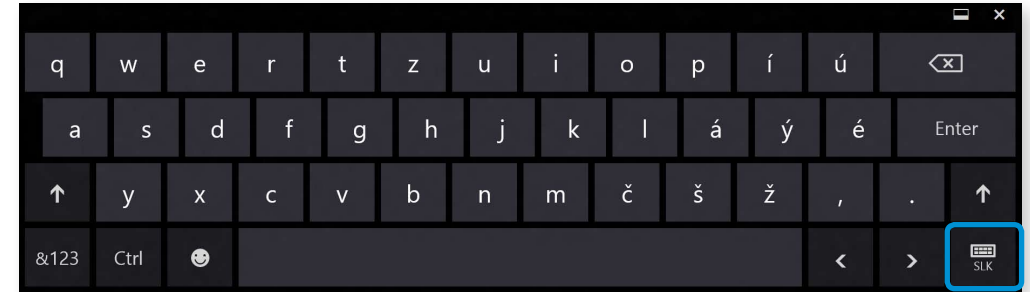 q w e r t z u i o p í ú
a s d f g h j k l á ý é Enter
y x c v b n m č š ž , .
&123 Ctrl < >
SLK